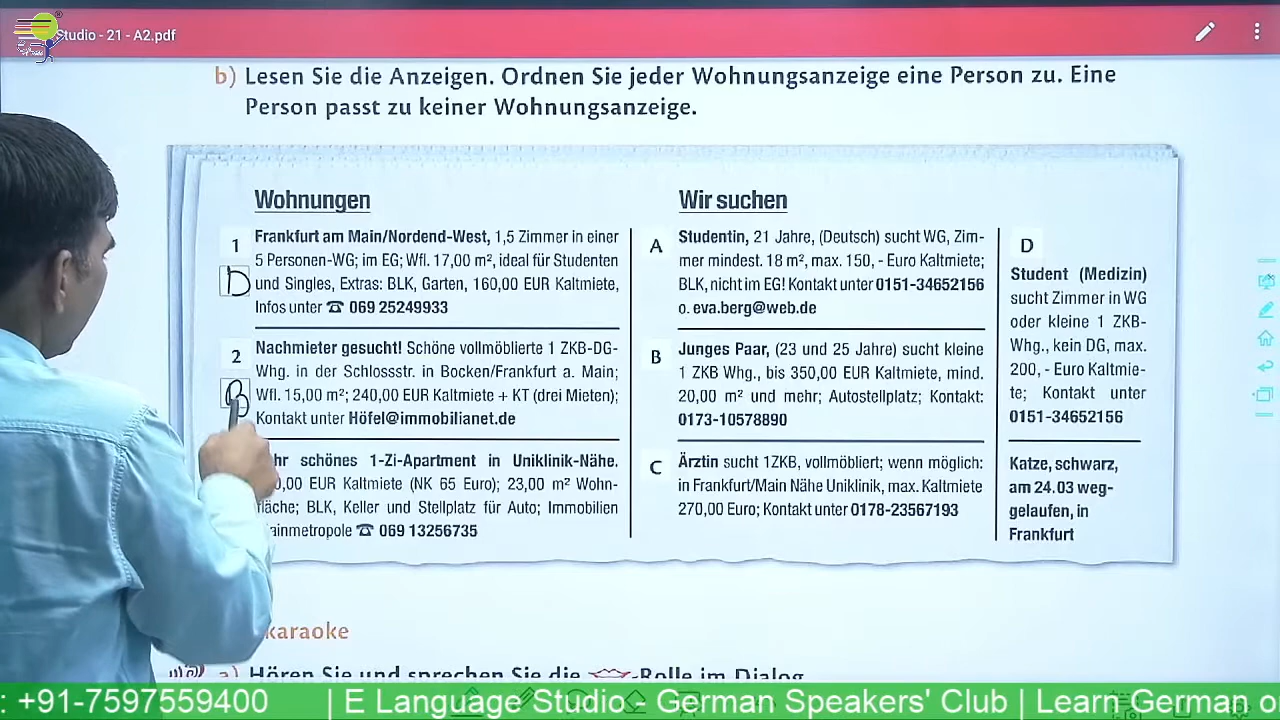 Studio - 21 - A2.pdf
b) Lesen Sie die Anzeigen. Ordnen Sie jeder Wohnungsanzeige eine Person zu. Eine
Person passt zu keiner Wohnungsanzeige.
Wohnungen
1
Frankfurt am Main/Nordend-West, 1,5 Zimmer in einer
5 Personen-WG; im EG; Wfl. 17,00 m², ideal für Studenten
D
und Singles, Extras: BLK, Garten, 160,00 EUR Kaltmiete,
Infos unter ☎ 069 25249933
2
Nachmieter gesucht! Schöne vollmöblierte 1 ZKB-DG-
Whg. in der Schlossstr. in Bocken/Frankfurt a. Main;
B
Wfl. 15,00 m²; 240,00 EUR Kaltmiete + KT (drei Mieten);
Kontakt unter Höfel@immobilianet.de
schönes 1-Zi-Apartment in Uniklinik-Nähe.
EUR Kaltmiete (NK 65 Euro); 23,00 m² Wohn-
fläche; BLK, Keller und Stellplatz für Auto; Immobilien
ainmetropole ☎ 069 13256735
Wir suchen
A
Studentin, 21 Jahre, (Deutsch) sucht WG, Zim-
mer mindest. 18 m², max. 150, - Euro Kaltmiete;
BLK, nicht im EG! Kontakt unter 0151-34652156
o. eva.berg@web.de
B
Junges Paar, (23 und 25 Jahre) sucht kleine
1 ZKB Whg., bis 350,00 EUR Kaltmiete, mind.
20,00 m² und mehr; Autostellplatz; Kontakt:
0173-10578890
C
Ärztin sucht 1ZKB, vollmöbliert; wenn möglich:
in Frankfurt/Main Nähe Uniklinik, max. Kaltmiete
270,00 Euro; Kontakt unter 0178-23567193
D
Student (Medizin)
sucht Zimmer in WG
oder kleine 1 ZKB-
Whg., kein DG, max.
200, - Euro Kaltmie-
te; Kontakt unter
0151-34652156
Katze, schwarz,
am 24.03 weg-
gelaufen, in
Frankfurt
karaoke
a) Hören Sie und sprechen Sie die -Rolle im Dialog
: +91-7597559400 | E Language Studio - German Speakers' Club | Learn German o